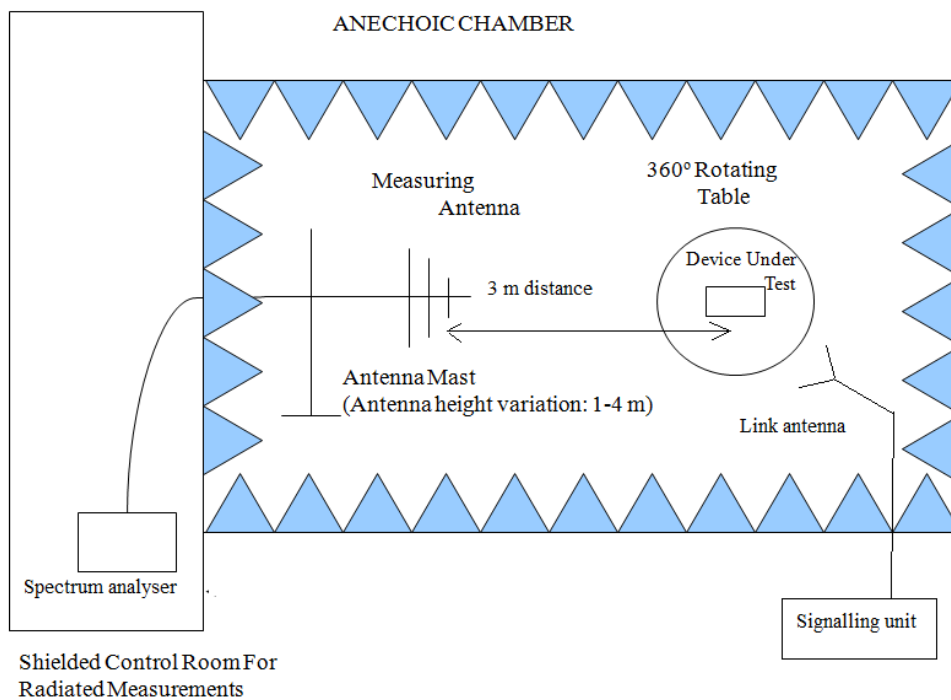 ANECHOIC CHAMBER
Measuring
Antenna
360º Rotating
Table
Device Under
Test
3 m distance
Antenna Mast
(Antenna height variation: 1-4 m)
Link antenna
Spectrum analyser
Signalling unit
Shielded Control Room For
Radiated Measurements